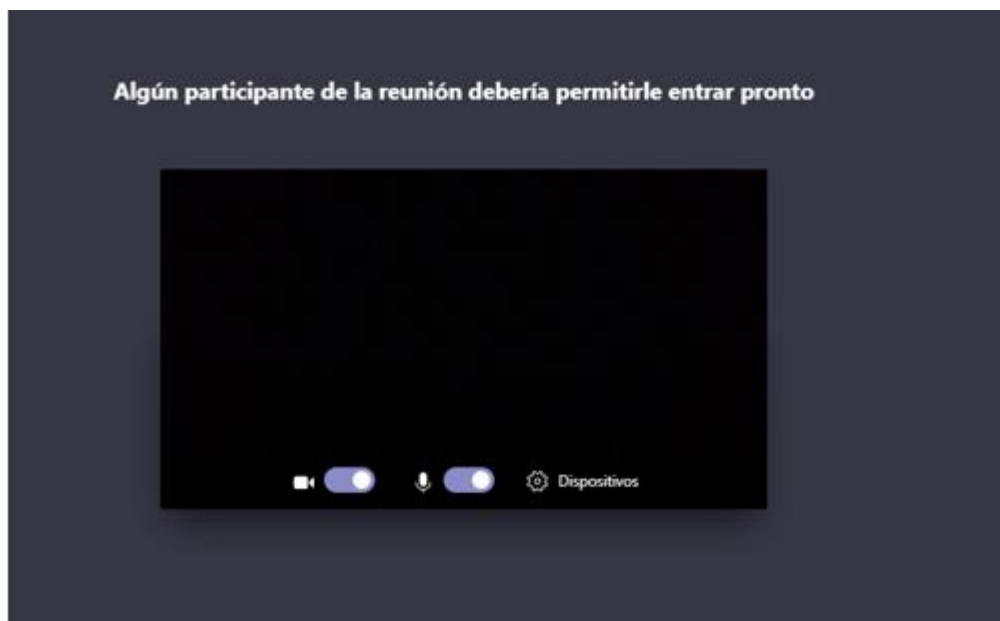 Algún participante de la reunión debería permitirle entrar pronto
Dispositivos